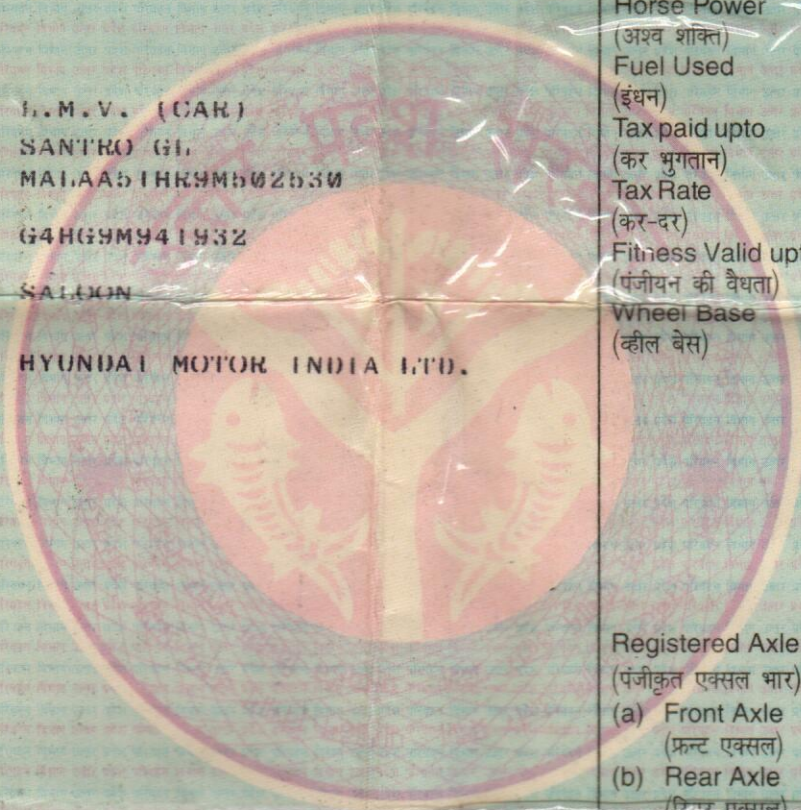 L.M.V. (CAR)
SANTRO GL
MALAA51HR9M502530
G4HG9M941932
SALOON
HYUNDAI MOTOR INDIA LTD.
Horse Power
(अश्व शक्ति)
Fuel Used
(इंधन)
Tax paid upto
(कर भुगतान)
Tax Rate
(कर-दर)
Fitness Valid upt
(पंजीयन की वैधता)
Wheel Base
(व्हील बेस)
Registered Axle
(पंजीकृत एक्सल भार)
(a) Front Axle
(फ्रन्ट एक्सल)
(b) Rear Axle